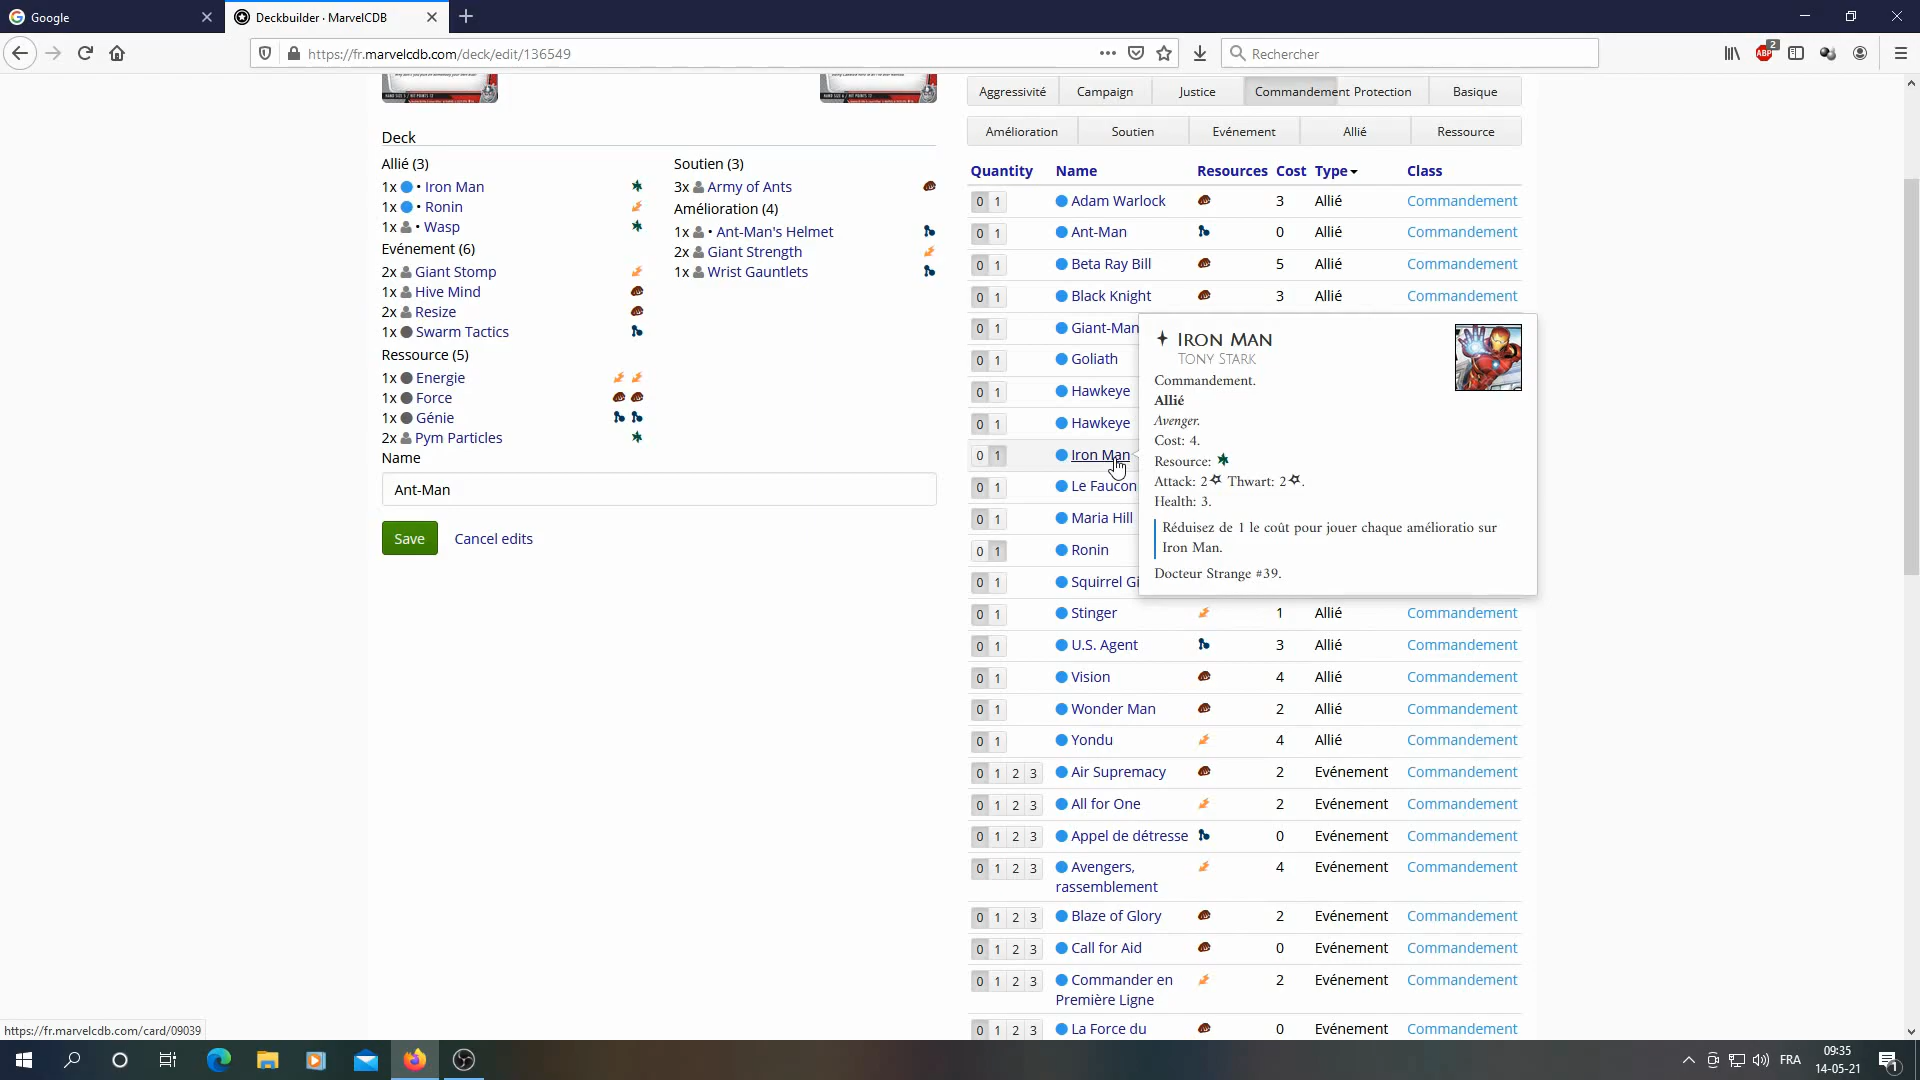 Google
Deckbuilder · MarvelCDB
https://fr.marvelcdb.com/deck/edit/136549
Rechercher
ABP
2
Aggressivité
Campaign
Justice
Commandement
Protection
Basique
Amélioration
Soutien
Evénement
Allié
Ressource
Deck
Allié (3)
1x • Iron Man
1x • Ronin
1x • Wasp
Evénement (6)
2x Giant Stomp
1x Hive Mind
2x Resize
1x Swarm Tactics
Ressource (5)
1x Energie
1x Force
1x Génie
2x Pym Particles
Soutien (3)
3x Army of Ants
Amélioration (4)
1x • Ant-Man's Helmet
2x Giant Strength
1x Wrist Gauntlets
Name
Ant-Man
Save
Cancel edits
Quantity Name Resources Cost Type Class
0 1 Adam Warlock 3 Allié Commandement
0 1 Ant-Man 0 Allié Commandement
0 1 Beta Ray Bill 5 Allié Commandement
0 1 Black Knight 3 Allié Commandement
0 1 Giant-Man
0 1 Goliath
0 1 Hawkeye
0 1 Hawkeye
0 1 Iron Man
0 1 Le Faucon
0 1 Maria Hill
0 1 Ronin
0 1 Squirrel Gi
Iron Man
Tony Stark
Commandement.
Allié
Avenger.
Cost: 4.
Resource:
Attack: 2 Thwart: 2.
Health: 3.
Réduisez de 1 le coût pour jouer chaque amélioratio sur
Iron Man.
Docteur Strange #39.
0 1 Stinger 1 Allié Commandement
0 1 U.S. Agent 3 Allié Commandement
0 1 Vision 4 Allié Commandement
0 1 Wonder Man 2 Allié Commandement
0 1 Yondu 4 Allié Commandement
0 1 2 3 Air Supremacy 2 Evénement Commandement
0 1 2 3 All for One 2 Evénement Commandement
0 1 2 3 Appel de détresse 0 Evénement Commandement
0 1 2 3 Avengers, 4 Evénement Commandement
rassemblement
0 1 2 3 Blaze of Glory 2 Evénement Commandement
0 1 2 3 Call for Aid 0 Evénement Commandement
0 1 2 3 Commander en 2 Evénement Commandement
Première Ligne
0 1 2 3 La Force du 0 Evénement Commandement
https://fr.marvelcdb.com/card/09039
FRA
09:35
14-05-21
1